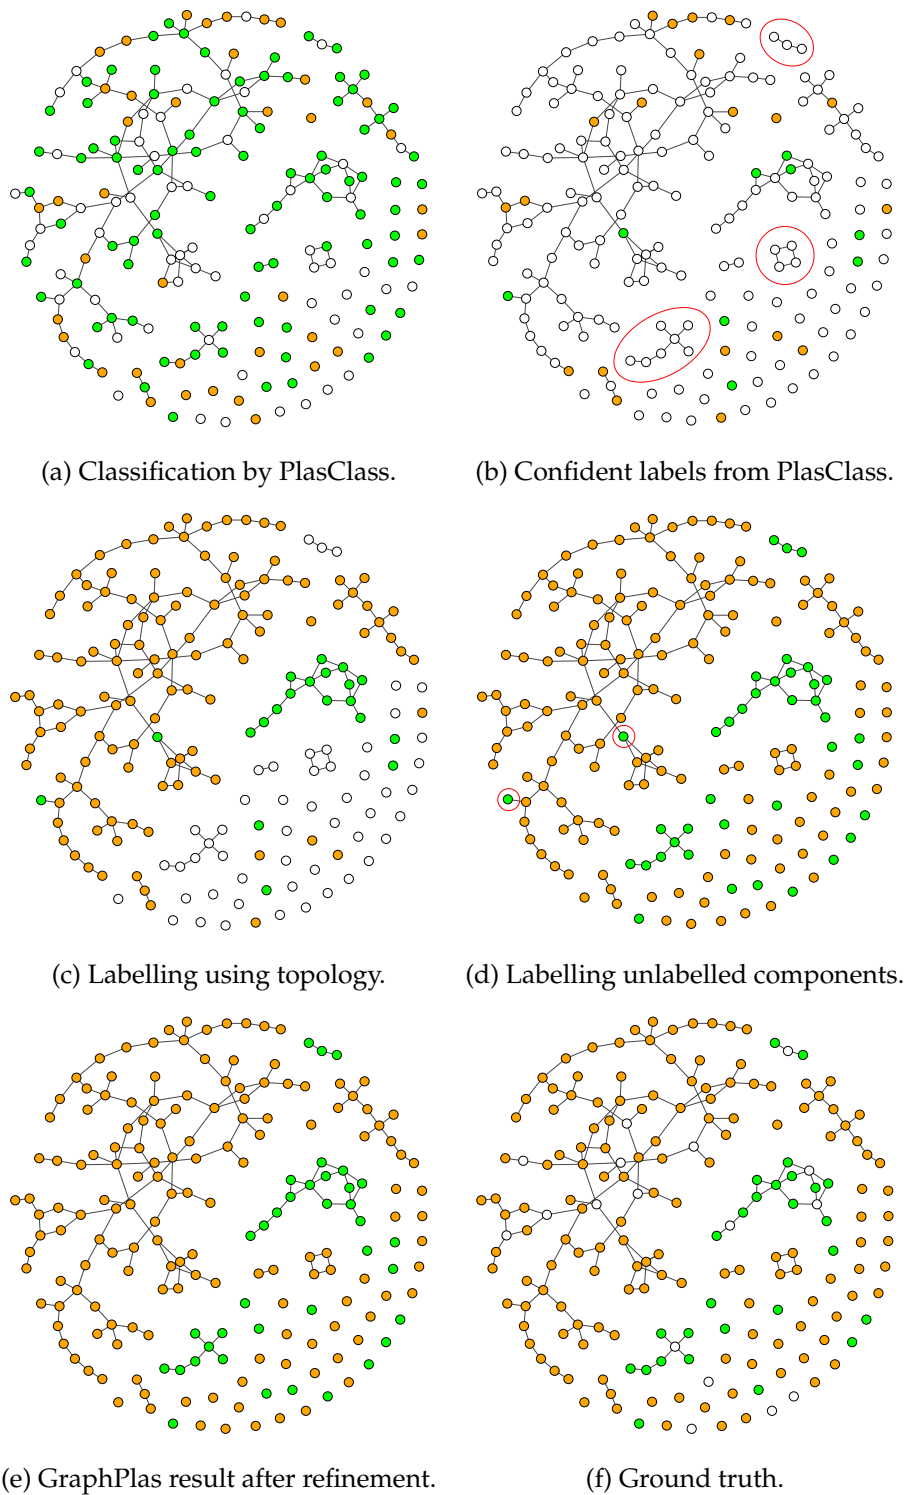 (a) Classification by PlasClass.
(b) Confident labels from PlasClass.
(c) Labelling using topology.
(d) Labelling unlabelled components.
(e) GraphPlas result after refinement.
(f) Ground truth.